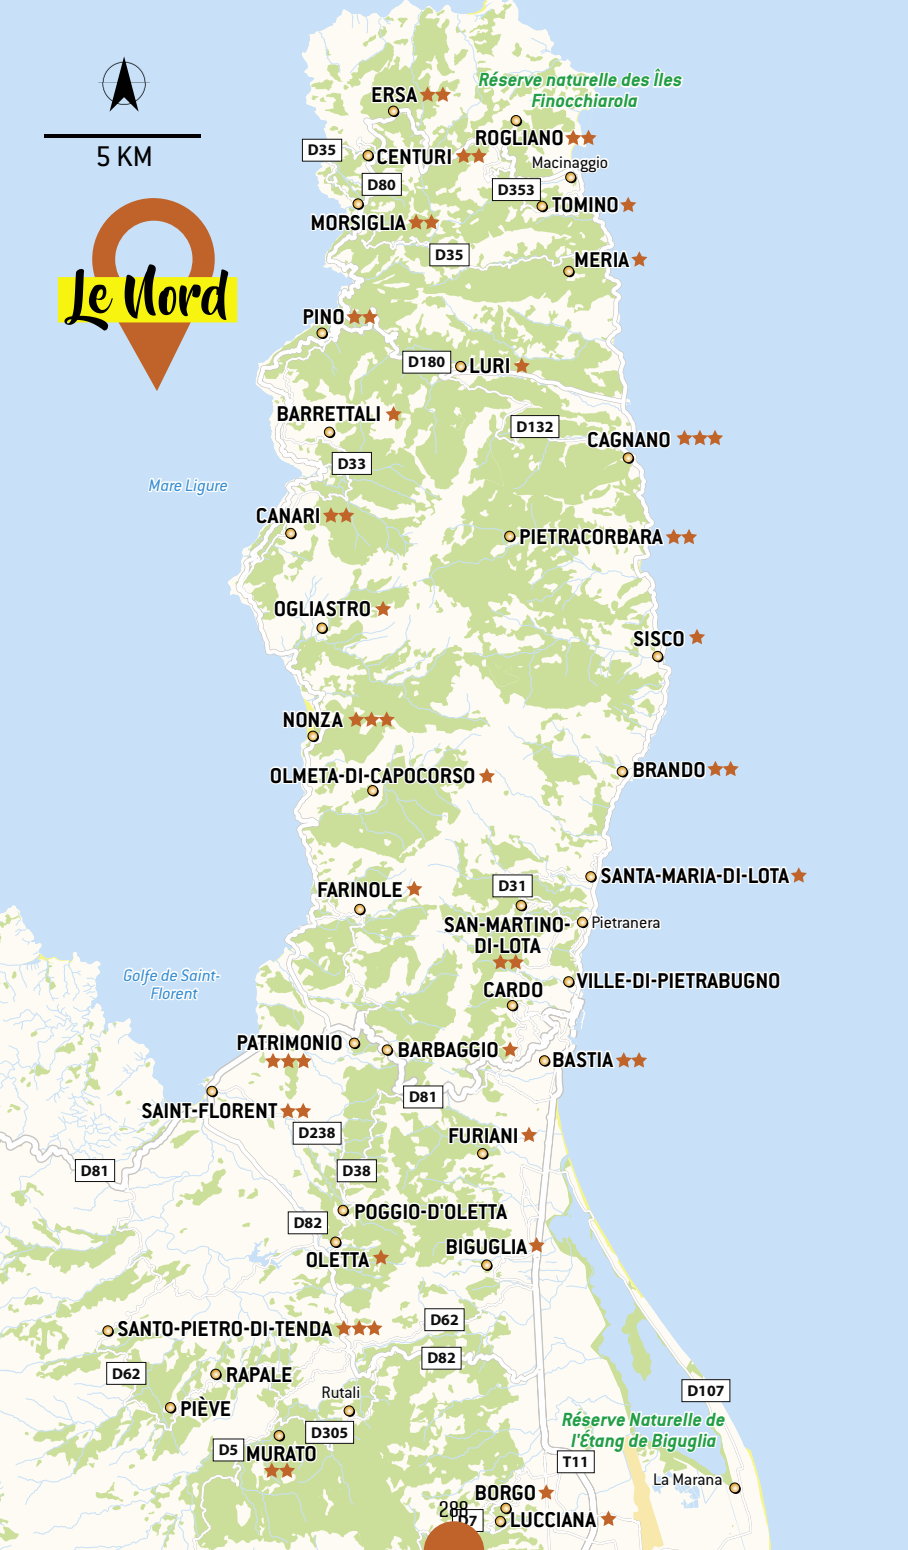 Réserve naturelle des Îles
Finocchiarola
ERSA
ROGLIANO
D35
CENTURI
5 KM
Macinaggio
D80
D353
TOMINO
MORSIGLIA
D35
MERIA
Le Nord
PINO
D180
LURI
BARRETTALI
D132
CAGNANO
D33
Mare Ligure
CANARI
PIETRACORBARA
OGLIASTRO
SISCO
NONZA
BRANDO
OLMETA-DI-CAPOCORSO
SANTA-MARIA-DI-LOTA
FARINOLE
D31
SAN-MARTINO-
DI-LOTA
Pietranera
Golfe de Saint-
Florent
VILLE-DI-PIETRABUGNO
CARDO
PATRIMONIO
BARBAGGIO
BASTIA
D81
SAINT-FLORENT
D238
FURIANI
D81
D38
POGGIO-D'OLETTA
D82
BIGUGLIA
OLETTA
D62
SANTO-PIETRO-DI-TENDA
D82
D62
RAPALE
D107
Rutali
PIÈVE
Réserve Naturelle de
l'Étang de Biguglia
D305
D5
MURATO
T11
La Marana
BORGO
288
LUCCIANA